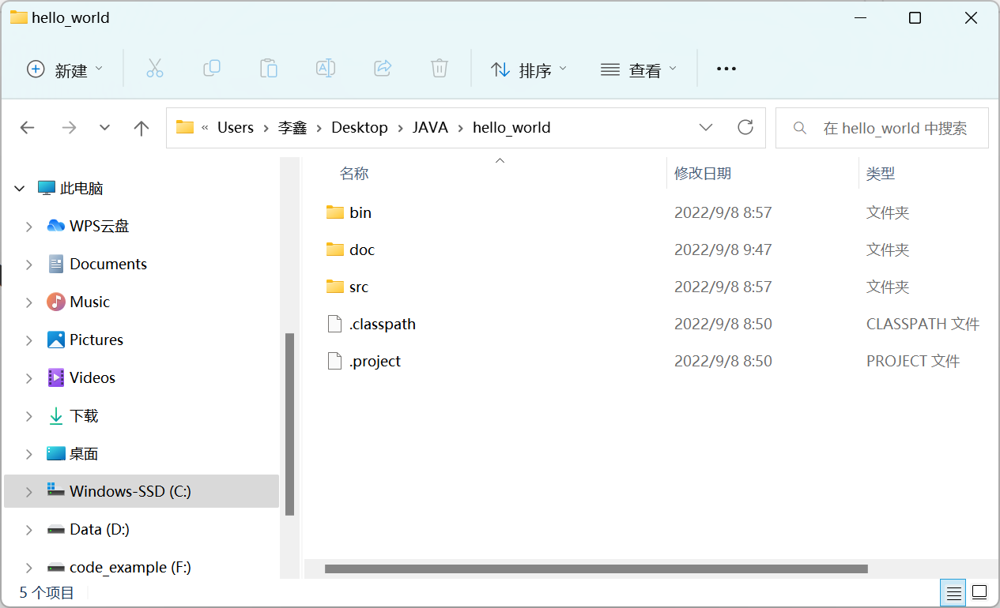 hello_world
新建 排序 查看
« Users › 李鑫 › Desktop › JAVA › hello_world
在 hello_world 中搜索
此电脑
WPS云盘
Documents
Music
Pictures
Videos
下载
桌面
Windows-SSD (C:)
Data (D:)
code_example (F:)
名称 修改日期 类型
bin 2022/9/8 8:57 文件夹
doc 2022/9/8 9:47 文件夹
src 2022/9/8 8:57 文件夹
.classpath 2022/9/8 8:50 CLASSPATH 文件
.project 2022/9/8 8:50 PROJECT 文件
5 个项目